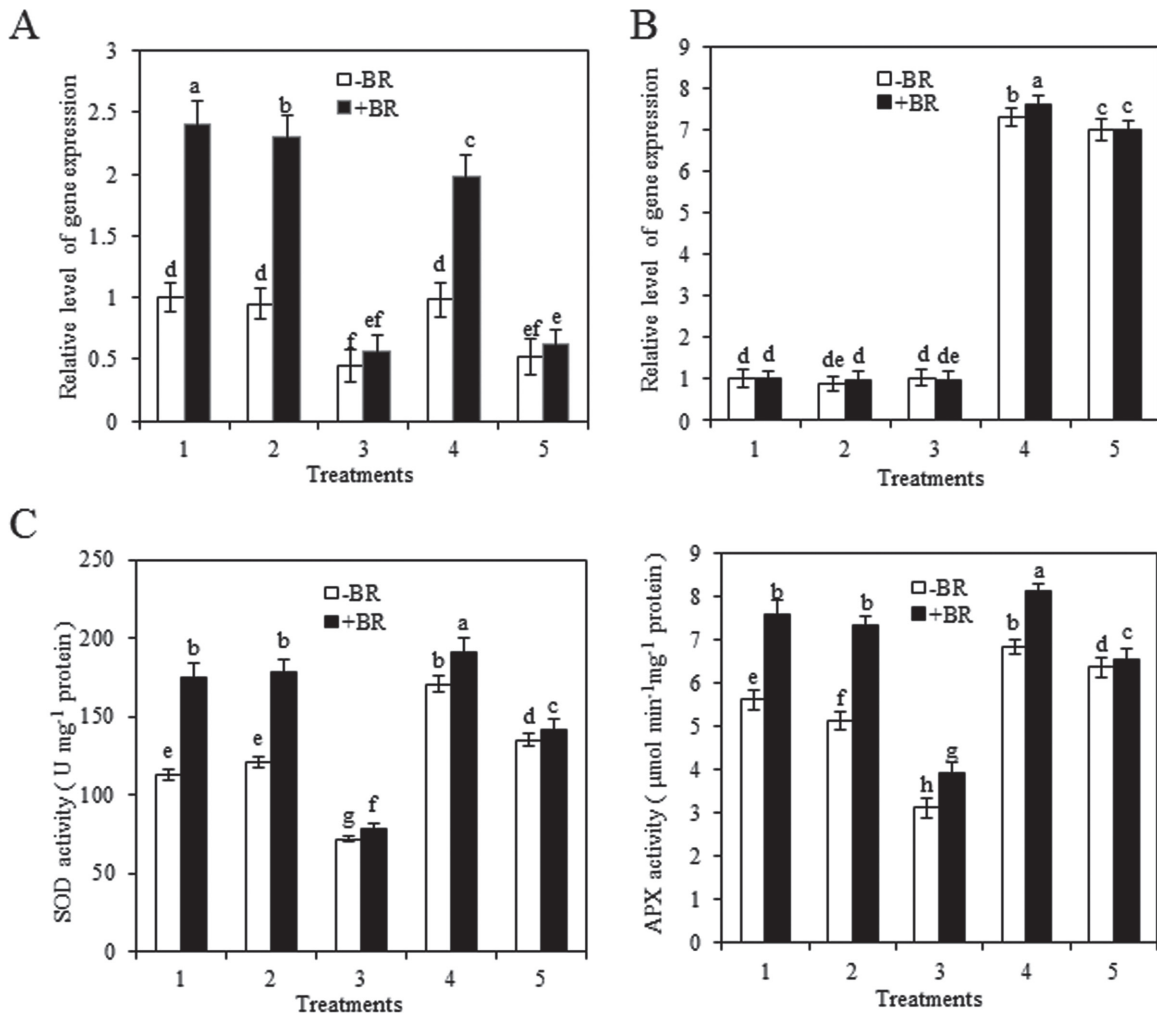 A
Relative level of gene expression
3
2.5
2
1.5
1
0.5
0
-BR
+BR
a
b
c
d
d
f
ef
d
ef
e
1 2 3 4 5
Treatments
B
Relative level of gene expression
9
8
7
6
5
4
3
2
1
0
-BR
+BR
d d de d d de b a c c
1 2 3 4 5
Treatments
C
SOD activity ( U mg-1 protein)
250
200
150
100
50
0
-BR
+BR
e b e b g f b a d c
1 2 3 4 5
Treatments
APX activity ( μmol min-1mg-1 protein )
9
8
7
6
5
4
3
2
1
0
-BR
+BR
e b f b h g b a d c
1 2 3 4 5
Treatments